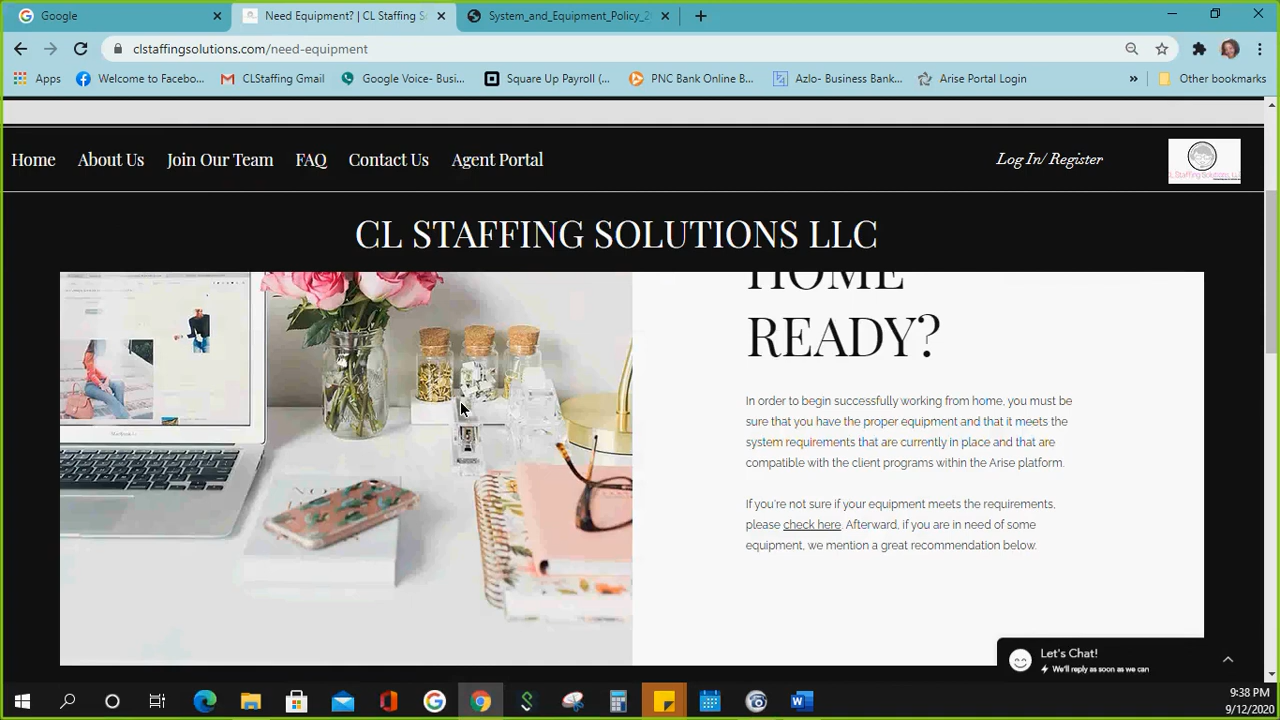 Google
Need Equipment? | CL Staffing S
System_and_Equipment_Policy_2
clstaffingsolutions.com/need-equipment
Apps
Welcome to Facebo...
CLStaffing Gmail
Google Voice- Busi...
Square Up Payroll (...
PNC Bank Online B...
Azlo- Business Bank...
Arise Portal Login
»
Other bookmarks
Home
About Us
Join Our Team
FAQ
Contact Us
Agent Portal
Log In/ Register
CL Staffing Solutions, LLC
CL STAFFING SOLUTIONS LLC
HOME
READY?
In order to begin successfully working from home, you must be
sure that you have the proper equipment and that it meets the
system requirements that are currently in place and that are
compatible with the client programs within the Arise platform.
If you're not sure if your equipment meets the requirements,
please check here. Afterward, if you are in need of some
equipment, we mention a great recommendation below.
Let's Chat!
We'll reply as soon as we can
9:38 PM
9/12/2020